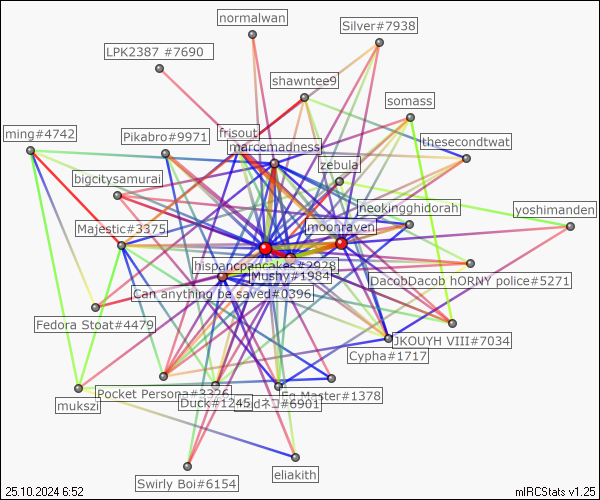 normalwan
Silver#7938
LPK2387 #7690
shawntee9
somass
ming#4742
Pikabro#9971
frisout
marcemadness
thesecondtwat
zebula
bigcitysamurai
neokingghidorah
yoshimanden
Majestic#3375
moonraven
hispancpancakes#2928
Mushy#1984
DacobDacob hORNY police#5271
Can anything be saved#0396
Fedora Stoat#4479
JKOUYH VIII#7034
Cypha#1717
Pocket Persona#3326
Eg Master#1378
mukszi
Duck#1245
dネコ#6901
eliakith
Swirly Boi#6154
25.10.2024 6:52
mIRCStats v1.25